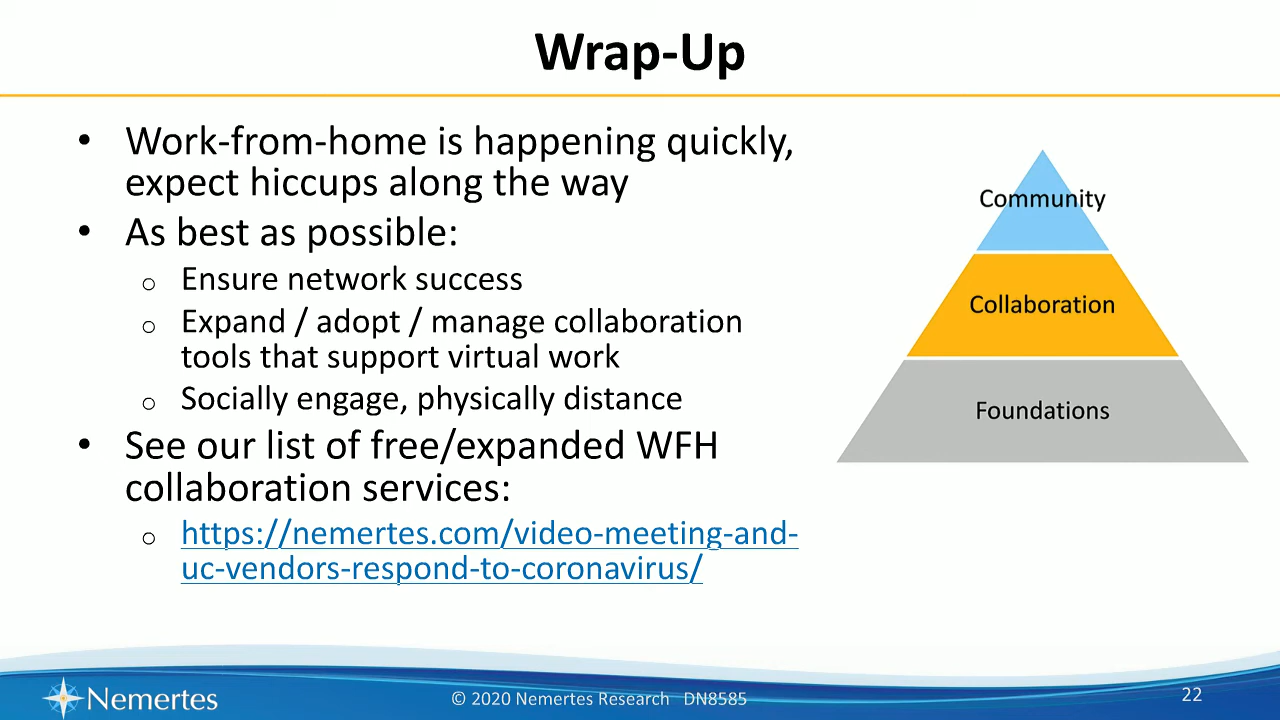 Wrap-Up
• Work-from-home is happening quickly,
expect hiccups along the way
• As best as possible:
o Ensure network success
o Expand / adopt / manage collaboration
tools that support virtual work
o Socially engage, physically distance
• See our list of free/expanded WFH
collaboration services:
o https://nemertes.com/video-meeting-and-
uc-vendors-respond-to-coronavirus/
Community
Collaboration
Foundations
Nemertes
© 2020 Nemertes Research DN8585
22